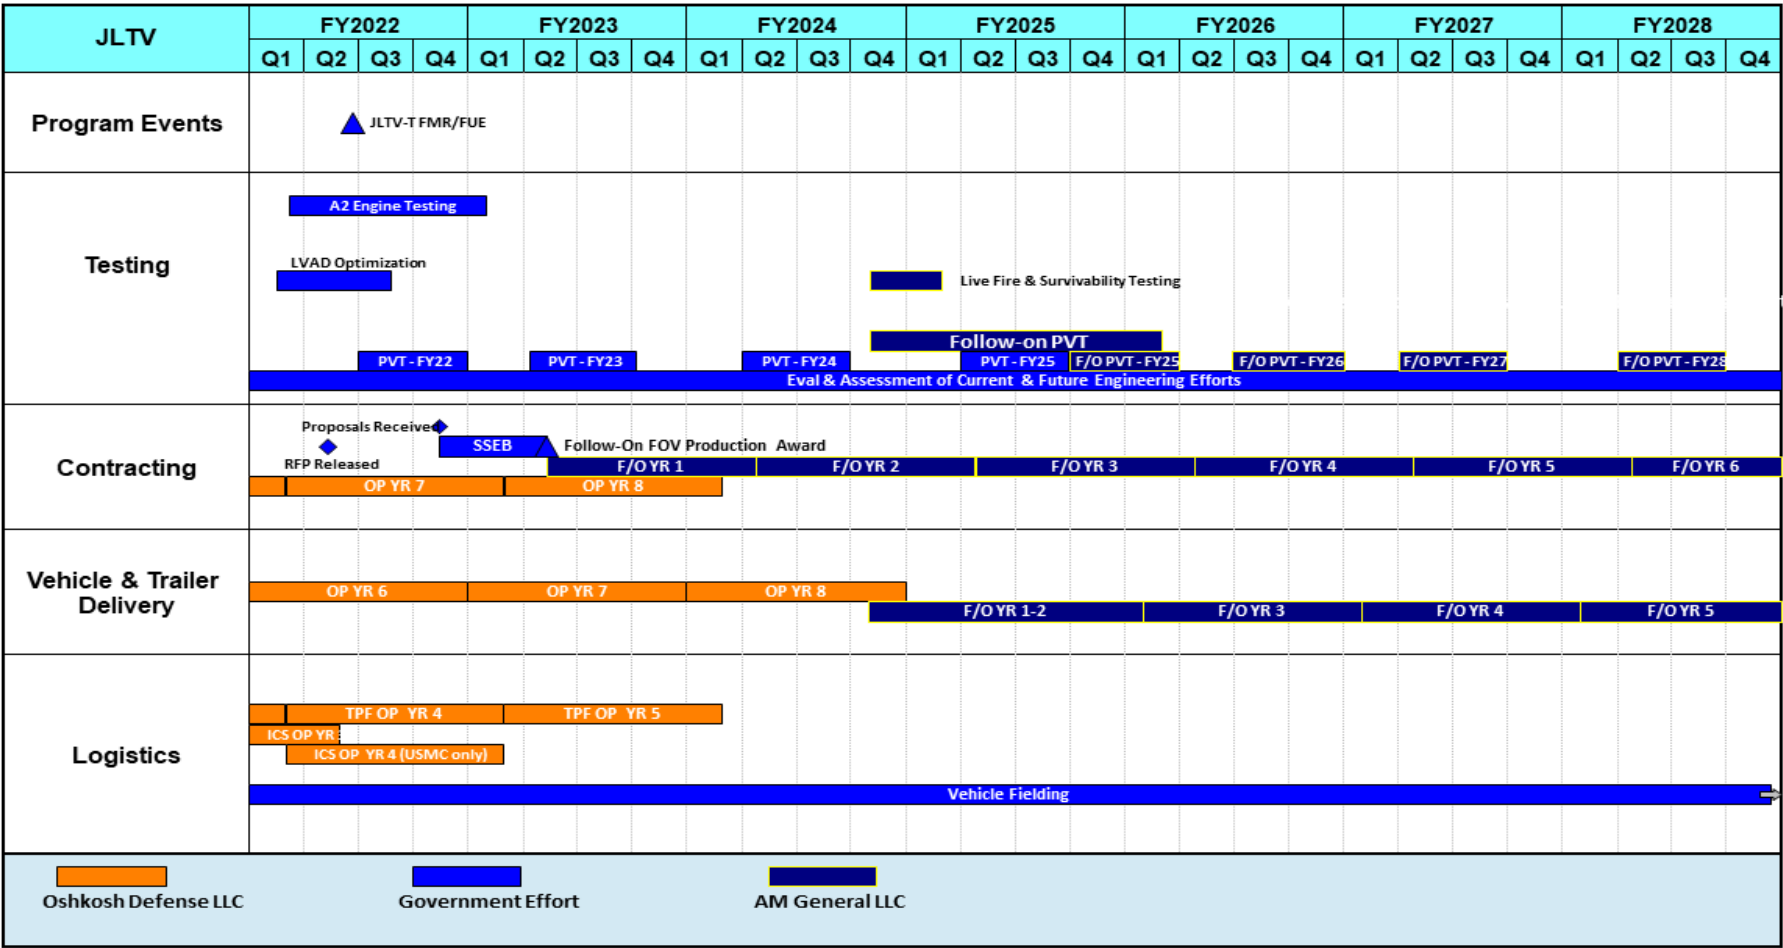 JLTV
FY2022 FY2023 FY2024 FY2025 FY2026 FY2027 FY2028
Q1 Q2 Q3 Q4 Q1 Q2 Q3 Q4 Q1 Q2 Q3 Q4 Q1 Q2 Q3 Q4 Q1 Q2 Q3 Q4 Q1 Q2 Q3 Q4 Q1 Q2 Q3 Q4
Program Events
JLTV-T FMR/FUE
Testing
A2 Engine Testing
LVAD Optimization
Live Fire & Survivability Testing
Follow-on PVT
PVT - FY22 PVT - FY23 PVT - FY24 PVT - FY25 F/O PVT - FY25 F/O PVT - FY26 F/O PVT - FY27 F/O PVT - FY28
Eval & Assessment of Current & Future Engineering Efforts
Contracting
Proposals Received
SSEB Follow-On FOV Production Award
RFP Released
F/O YR 1 F/O YR 2 F/O YR 3 F/O YR 4 F/O YR 5 F/O YR 6
OP YR 7 OP YR 8
Vehicle & Trailer
Delivery
OP YR 6 OP YR 7 OP YR 8
F/O YR 1-2 F/O YR 3 F/O YR 4 F/O YR 5
Logistics
TPF OP YR 4 TPF OP YR 5
ICS OP YR
ICS OP YR 4 (USMC only)
Vehicle Fielding
Oshkosh Defense LLC Government Effort AM General LLC